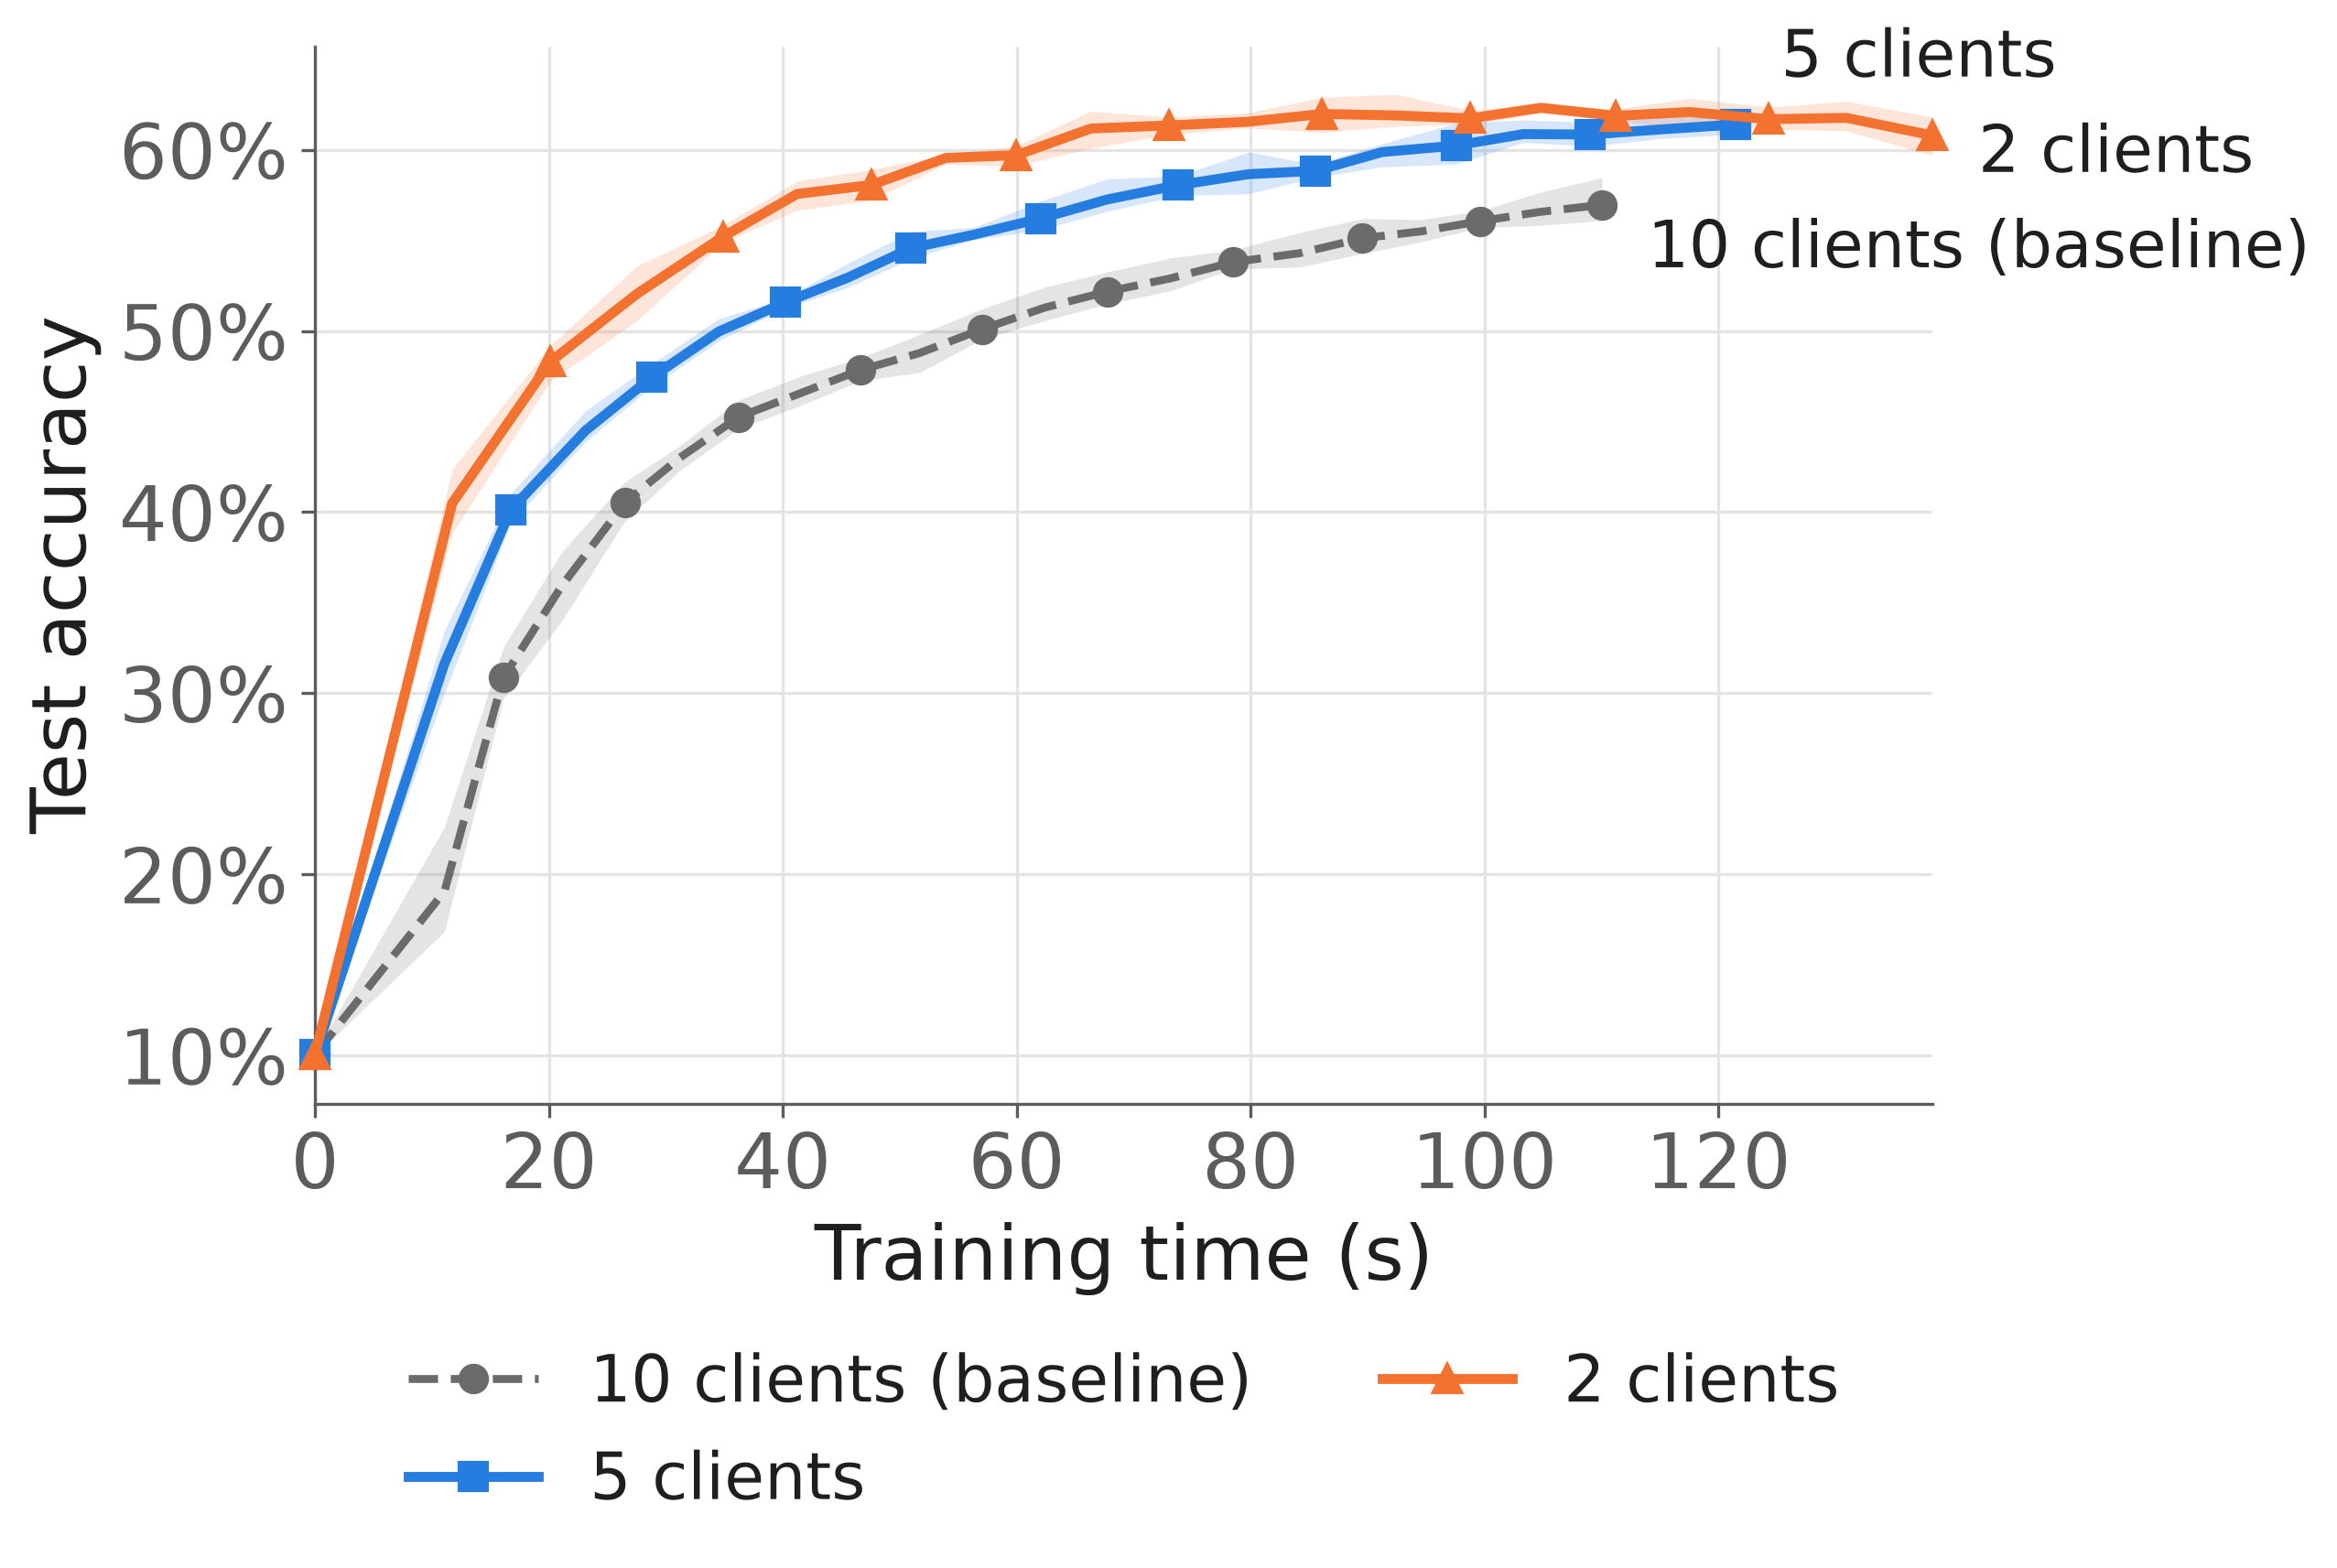 5 clients
2 clients
10 clients (baseline)
Test accuracy
60%
50%
40%
30%
20%
10%
0 20 40 60 80 100 120
Training time (s)
10 clients (baseline) 2 clients
5 clients